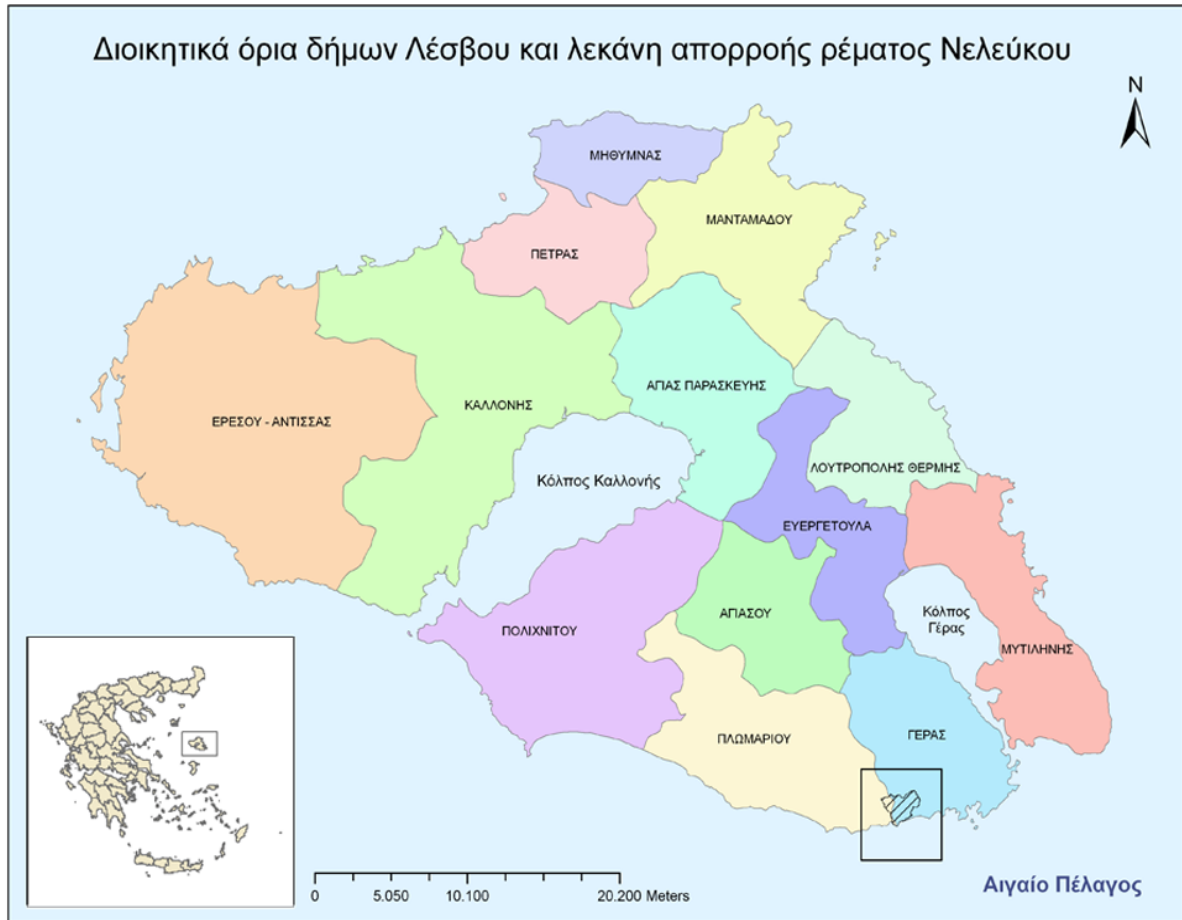 Διοικητικά όρια δήμων Λέσβου και λεκάνη απορροής ρέματος Νελεύκου
N
ΜΗΘΥΜΝΑΣ
ΜΑΝΤΑΜΑΔΟΥ
ΠΕΤΡΑΣ
ΑΓΙΑΣ ΠΑΡΑΣΚΕΥΗΣ
ΚΑΛΛΟΝΗΣ
ΕΡΕΣΟΥ - ΑΝΤΙΣΣΑΣ
ΛΟΥΤΡΟΠΟΛΗΣ ΘΕΡΜΗΣ
Κόλπος Καλλονής
ΕΥΕΡΓΕΤΟΥΛΑ
ΑΓΙΑΣΟΥ
Κόλπος
Γέρας
ΠΟΛΙΧΝΙΤΟΥ
ΜΥΤΙΛΗΝΗΣ
ΠΛΩΜΑΡΙΟΥ
ΓΕΡΑΣ
0 5.050 10.100 20.200 Meters
Αιγαίο Πέλαγος